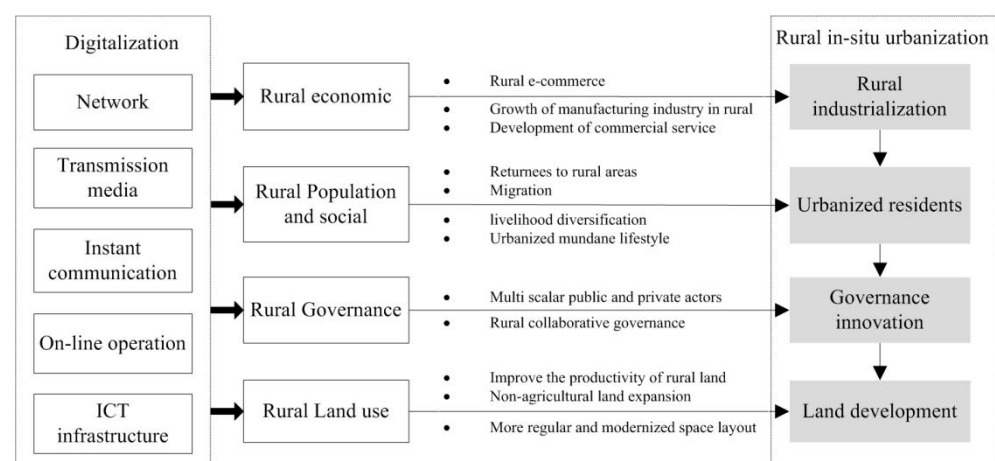 Digitalization
Network
Transmission
media
Instant
communication
On-line operation
ICT
infrastructure
Rural economic
Rural Population
and social
Rural Governance
Rural Land use
Rural e-commerce
Growth of manufacturing industry in rural
Development of commercial service
Returnees to rural areas
Migration
livelihood diversification
Urbanized mundane lifestyle
Multi scalar public and private actors
Rural collaborative governance
Improve the productivity of rural land
Non-agricultural land expansion
More regular and modernized space layout
Rural in-situ urbanization
Rural
industrialization
Urbanized residents
Governance
innovation
Land development